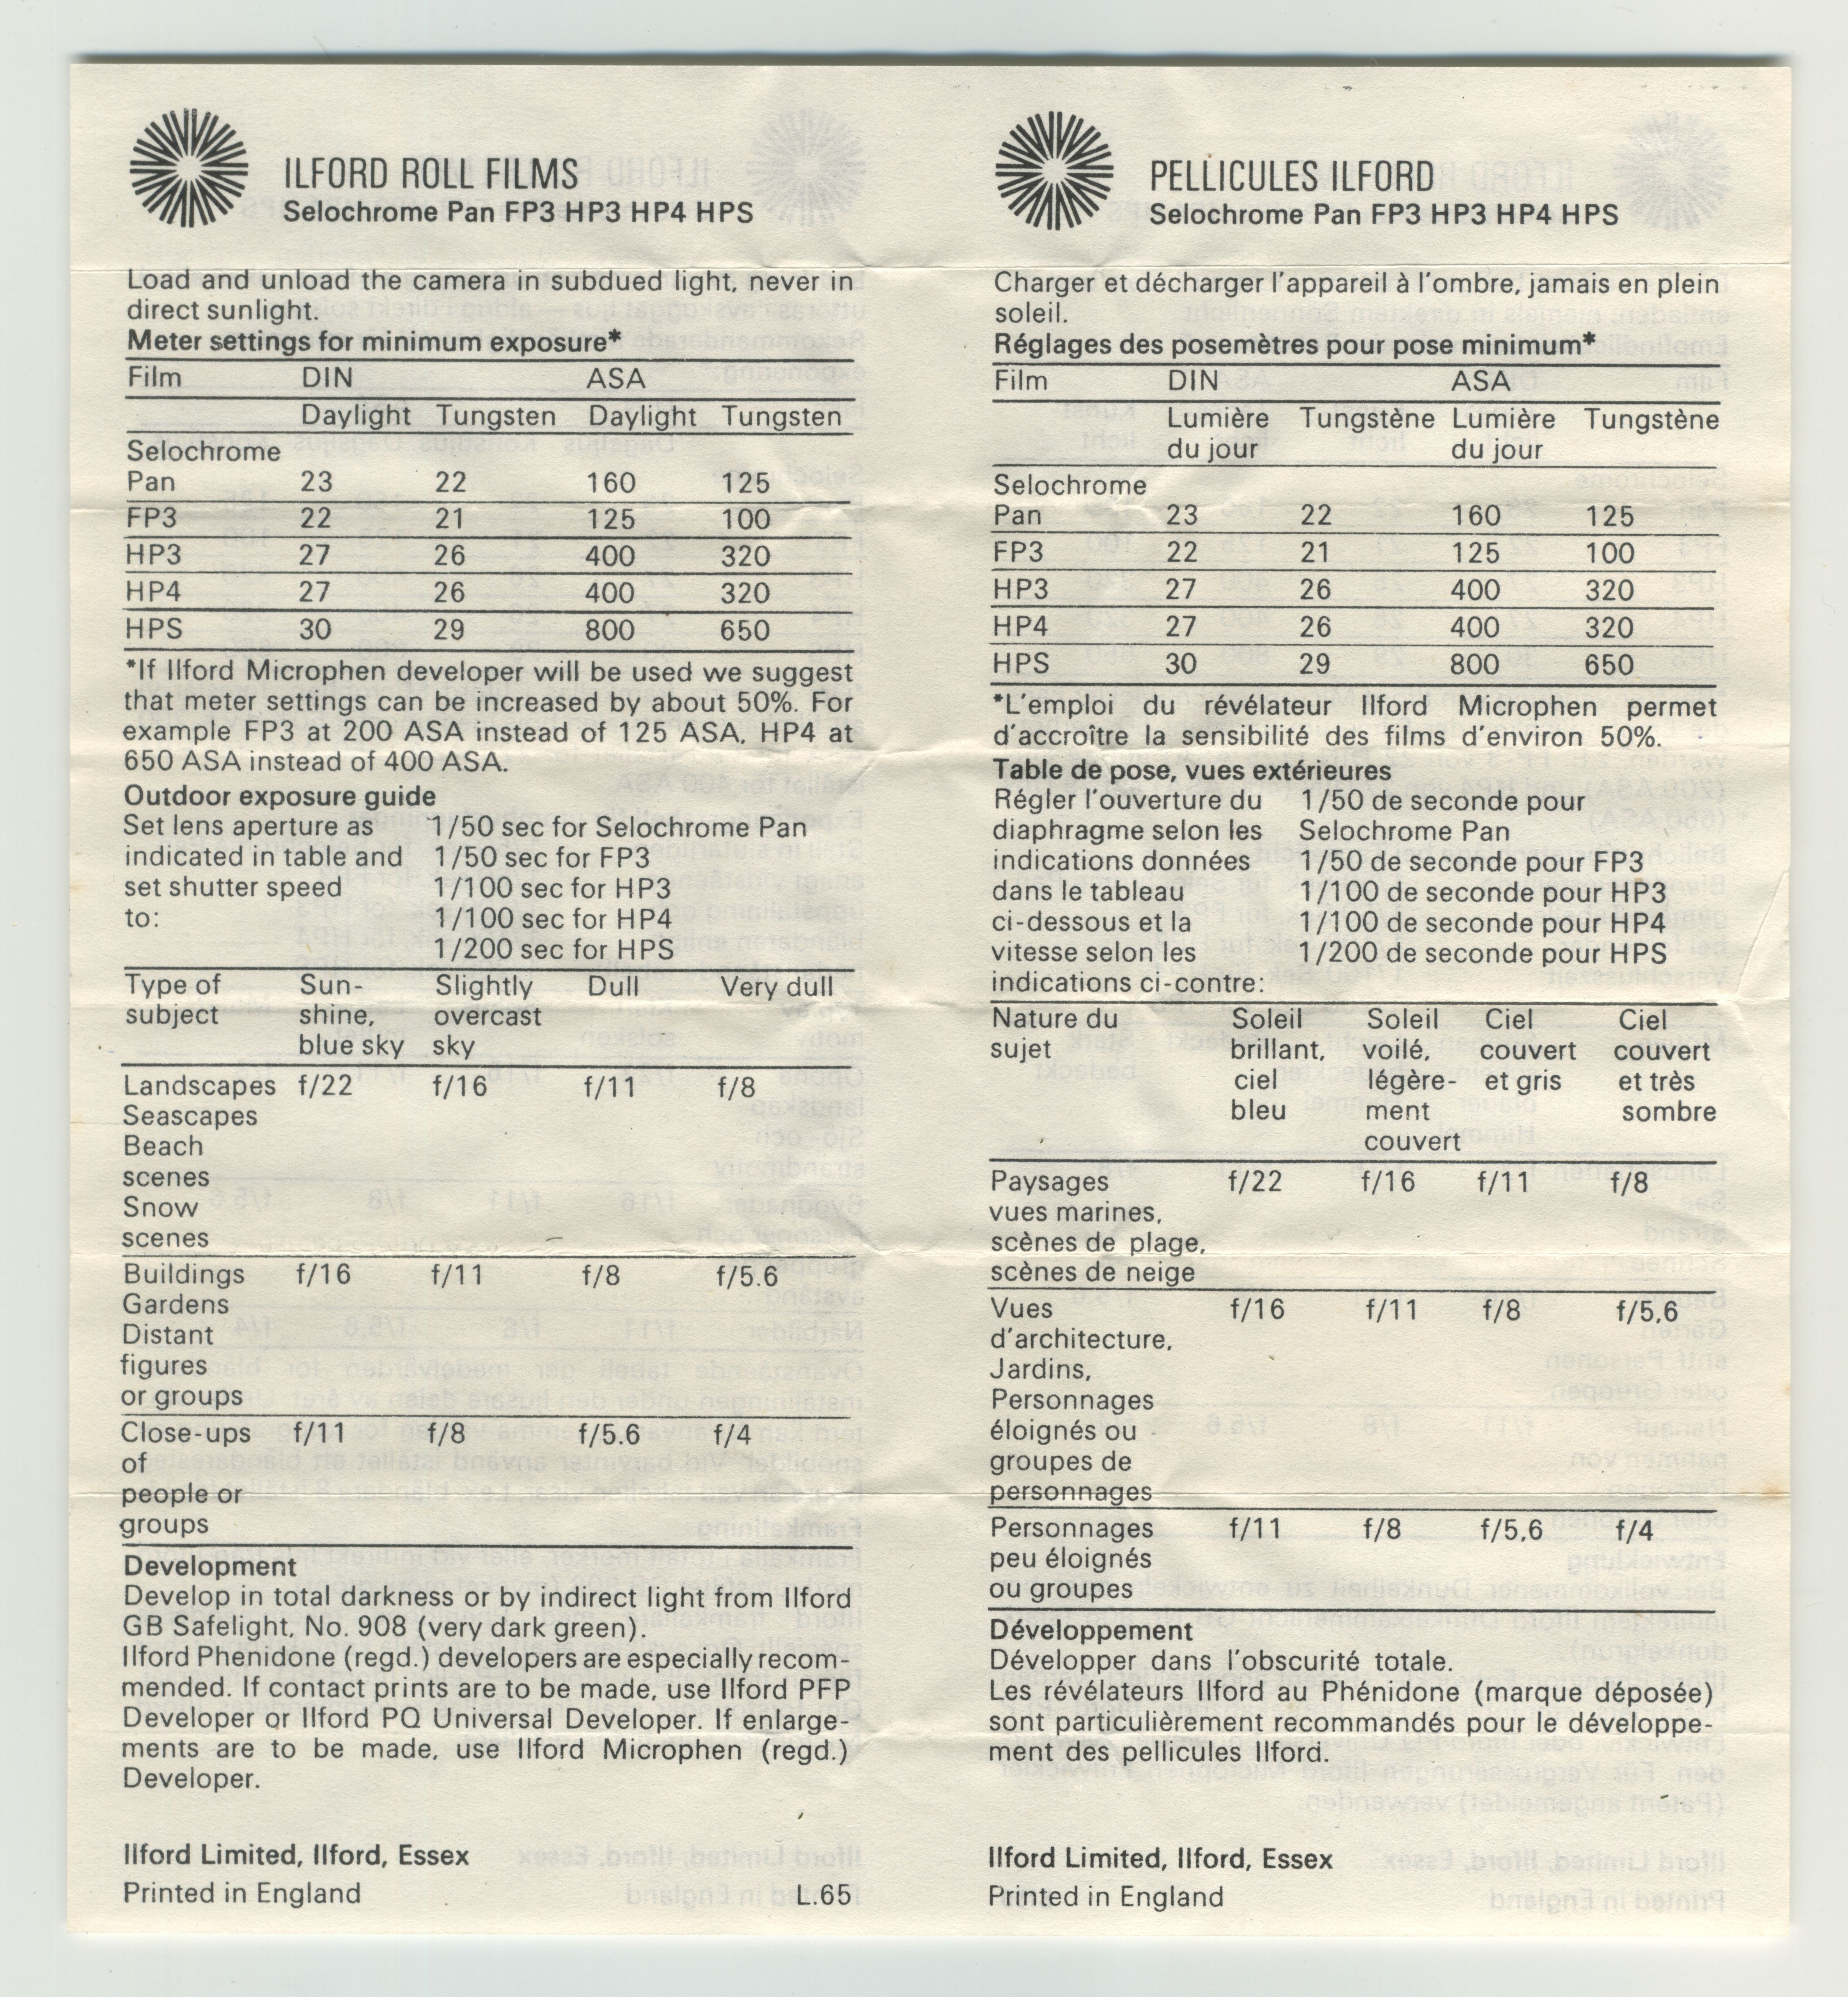 ILFORD ROLL FILMS
Selochrome Pan FP3 HP3 HP4 HPS
Load and unload the camera in subdued light, never in
direct sunlight.
Meter settings for minimum exposure*
Film DIN ASA
Daylight Tungsten Daylight Tungsten
Selochrome
Pan 23 22 160 125
FP3 22 21 125 100
HP3 27 26 400 320
HP4 27 26 400 320
HPS 30 29 800 650
*If Ilford Microphen developer will be used we suggest
that meter settings can be increased by about 50%. For
example FP3 at 200 ASA instead of 125 ASA, HP4 at
650 ASA instead of 400 ASA.
Outdoor exposure guide
Set lens aperture as 1/50 sec for Selochrome Pan
indicated in table and 1/50 sec for FP3
set shutter speed 1/100 sec for HP3
to: 1/100 sec for HP4
1/200 sec for HPS
Type of Sun- Slightly Dull Very dull
subject shine, overcast
blue sky sky
Landscapes f/22 f/16 f/11 f/8
Seascapes
Beach
scenes
Snow
scenes
Buildings f/16 f/11 f/8 f/5.6
Gardens
Distant
figures
or groups
Close-ups f/11 f/8 f/5.6 f/4
of
people or
groups
Development
Develop in total darkness or by indirect light from Ilford
GB Safelight, No. 908 (very dark green).
Ilford Phenidone (regd.) developers are especially recom-
mended. If contact prints are to be made, use Ilford PFP
Developer or Ilford PQ Universal Developer. If enlarge-
ments are to be made, use Ilford Microphen (regd.)
Developer.
Ilford Limited, Ilford, Essex
Printed in England L.65
PELLICULES ILFORD
Selochrome Pan FP3 HP3 HP4 HPS
Charger et décharger l'appareil à l'ombre, jamais en plein
soleil.
Réglages des posemètres pour pose minimum*
Film DIN ASA
Lumière Tungstène Lumière Tungstène
du jour du jour
Selochrome
Pan 23 22 160 125
FP3 22 21 125 100
HP3 27 26 400 320
HP4 27 26 400 320
HPS 30 29 800 650
*L'emploi du révélateur Ilford Microphen permet
d'accroître la sensibilité des films d'environ 50%.
Table de pose, vues extérieures
Régler l'ouverture du 1/50 de seconde pour
diaphragme selon les Selochrome Pan
indications données 1/50 de seconde pour FP3
dans le tableau 1/100 de seconde pour HP3
ci-dessous et la 1/100 de seconde pour HP4
vitesse selon les 1/200 de seconde pour HPS
indications ci-contre:
Nature du Soleil Soleil Ciel Ciel
sujet brillant, voilé, couvert couvert
ciel légère- et gris et très
bleu ment sombre
couvert
Paysages f/22 f/16 f/11 f/8
vues marines,
scènes de plage,
scènes de neige
Vues f/16 f/11 f/8 f/5,6
d'architecture,
Jardins,
Personnages
éloignés ou
groupes de
personnages
Personnages f/11 f/8 f/5,6 f/4
peu éloignés
ou groupes
Développement
Développer dans l'obscurité totale.
Les révélateurs Ilford au Phénidone (marque déposée)
sont particulièrement recommandés pour le développe-
ment des pellicules Ilford.
Ilford Limited, Ilford, Essex
Printed in England